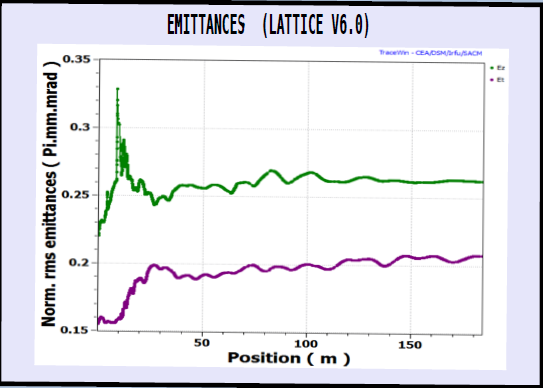 EMITTANCES (LATTICE V6.0)
TraceWin - CEA/DSM/Irfu/SACM
Ez
Et
Norm. rms emittances ( Pi.mm.mrad )
0.35
0.3
0.25
0.2
0.15
50 100 150
Position ( m )